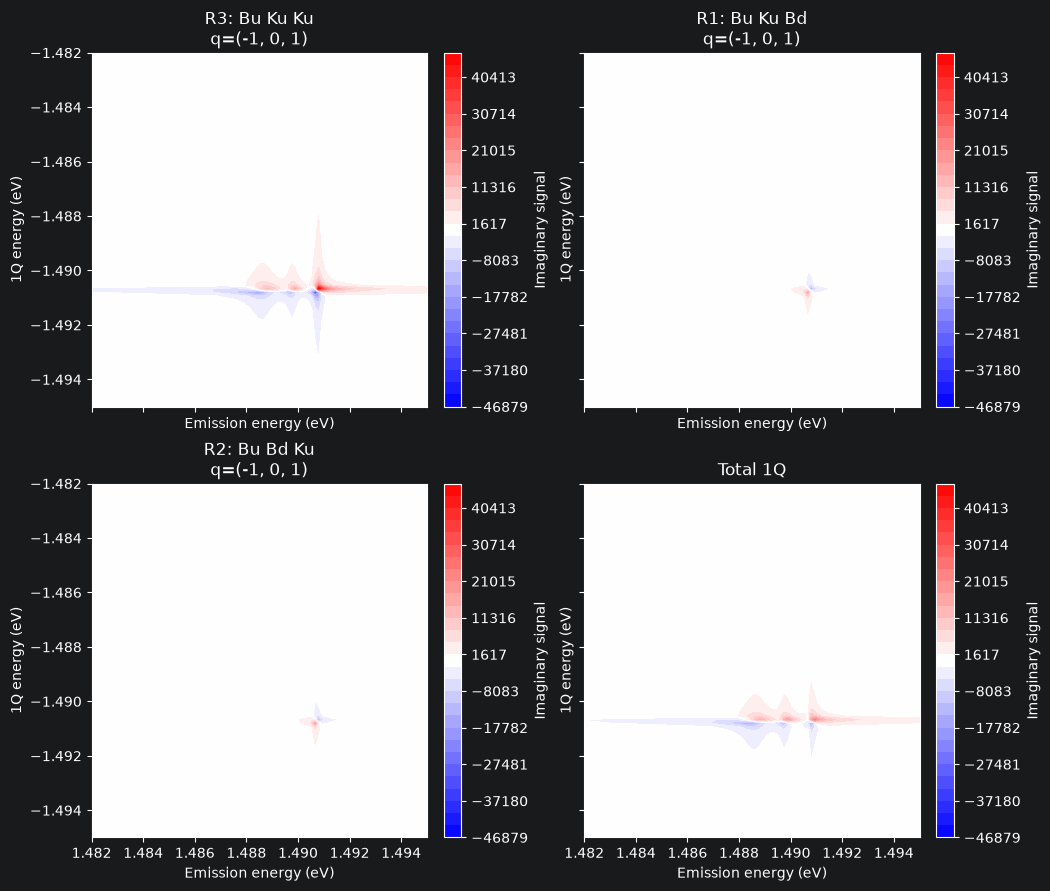 R3: Bu Ku Ku
q=(-1, 0, 1)
−1.482
−1.484
−1.486
−1.488
−1.490
−1.492
−1.494
1Q energy (eV)
Emission energy (eV)
40413
30714
21015
11316
1617
−8083
−17782
−27481
−37180
−46879
Imaginary signal
R1: Bu Ku Bd
q=(-1, 0, 1)
1Q energy (eV)
Emission energy (eV)
40413
30714
21015
11316
1617
−8083
−17782
−27481
−37180
−46879
Imaginary signal
R2: Bu Bd Ku
q=(-1, 0, 1)
−1.482
−1.484
−1.486
−1.488
−1.490
−1.492
−1.494
1Q energy (eV)
1.482 1.484 1.486 1.488 1.490 1.492 1.494
Emission energy (eV)
40413
30714
21015
11316
1617
−8083
−17782
−27481
−37180
−46879
Imaginary signal
Total 1Q
1Q energy (eV)
1.482 1.484 1.486 1.488 1.490 1.492 1.494
Emission energy (eV)
40413
30714
21015
11316
1617
−8083
−17782
−27481
−37180
−46879
Imaginary signal